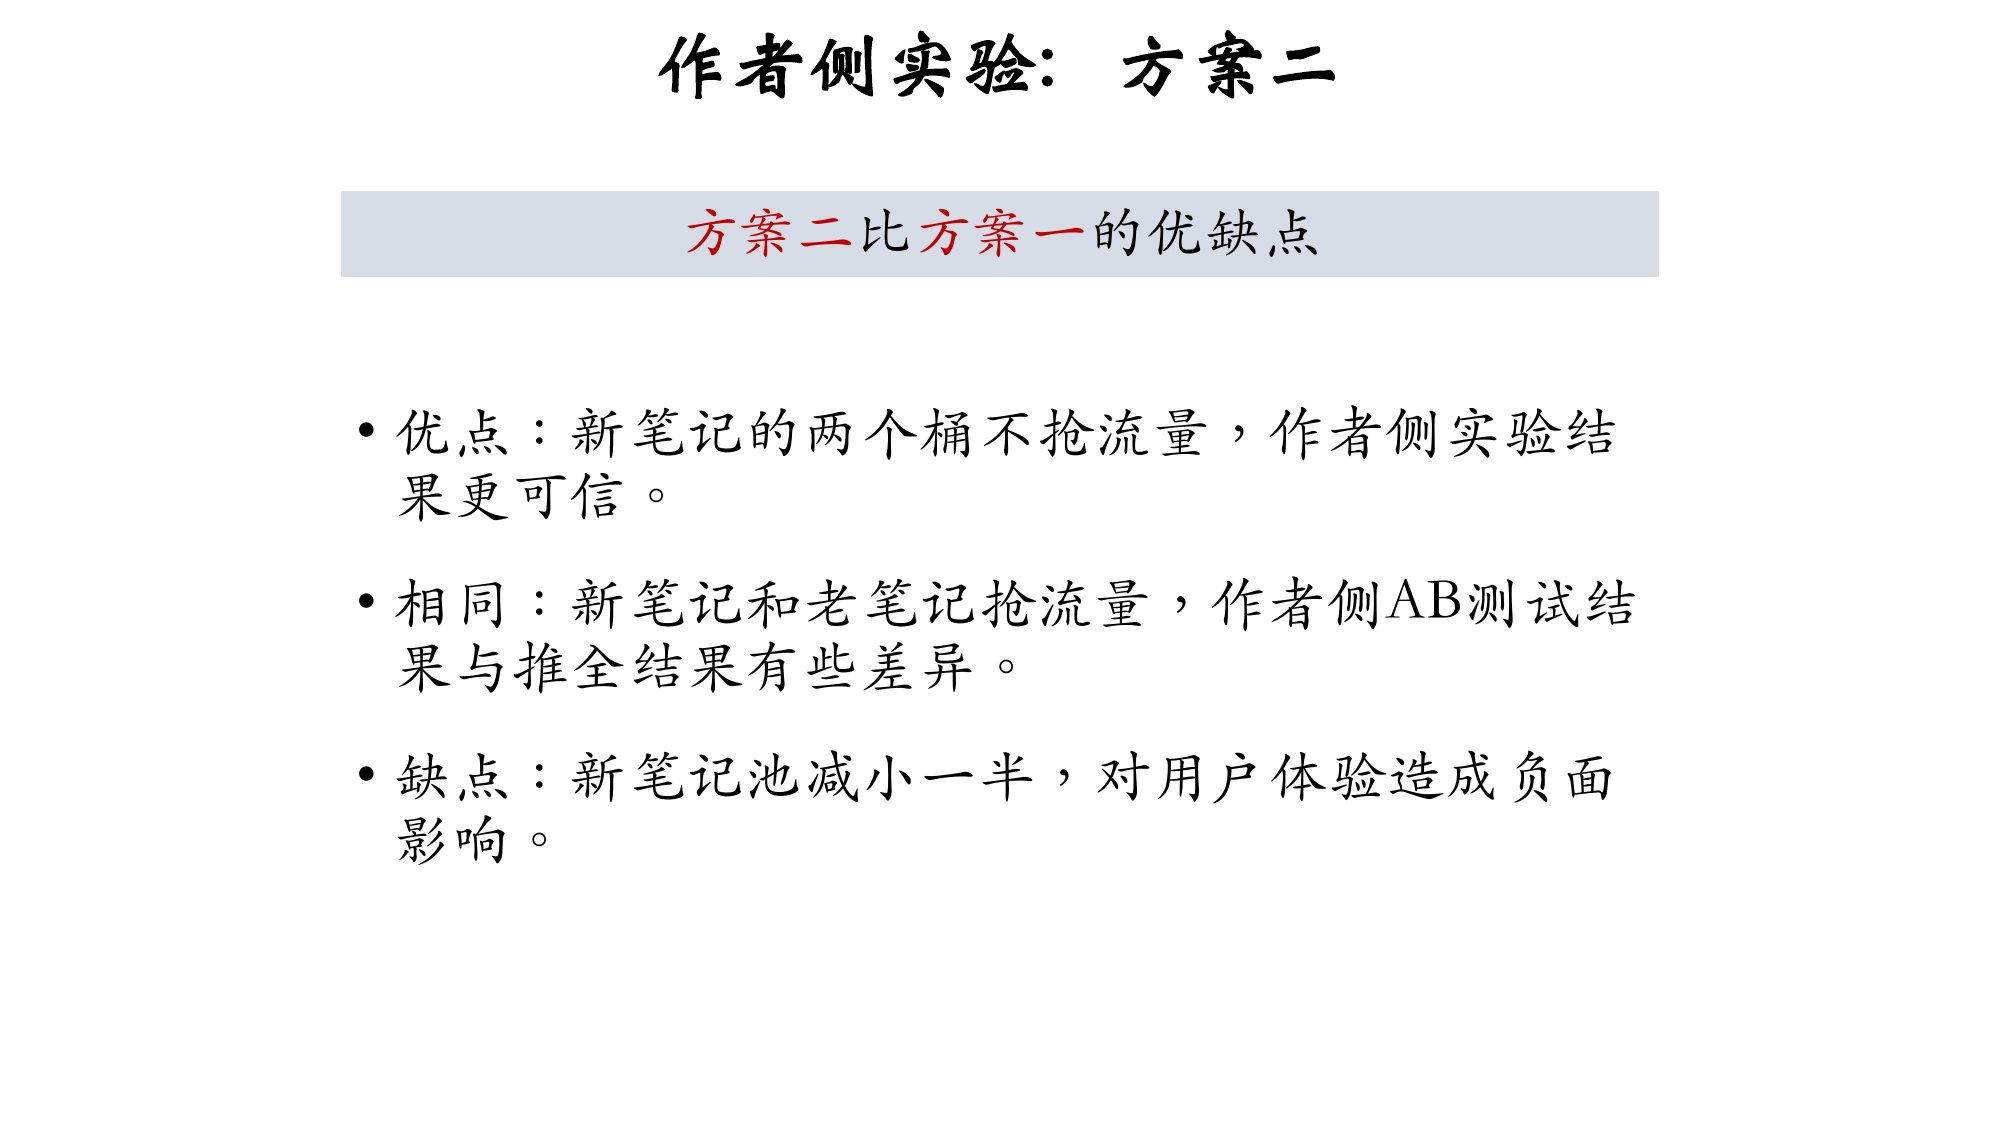 作者侧实验：方案二
方案二比方案一的优缺点
• 优点：新笔记的两个桶不抢流量，作者侧实验结
果更可信。
• 相同：新笔记和老笔记抢流量，作者侧AB测试结
果与推全结果有些差异。
• 缺点：新笔记池减小一半，对用户体验造成负面
影响。